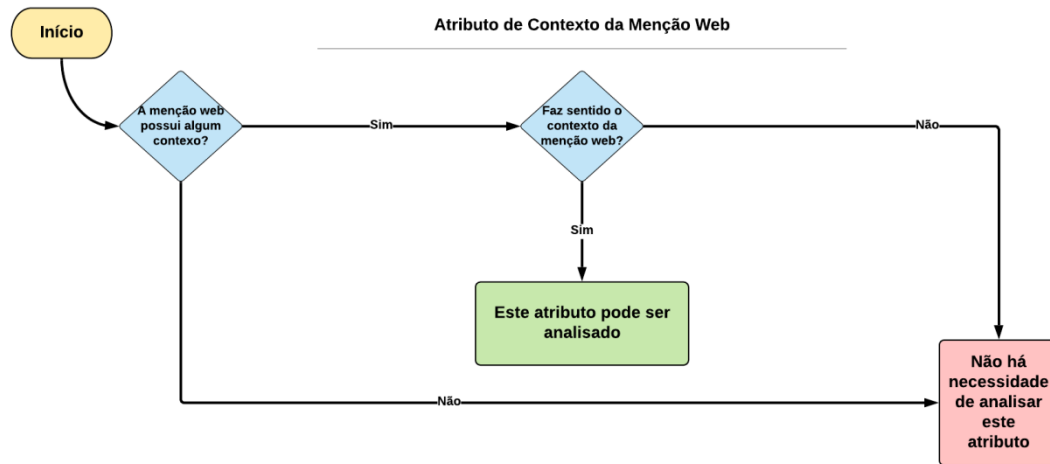 Atributo de Contexto da Menção Web
Início
A menção web
possui algum
contexo?
Sim
Faz sentido o
contexto da
menção web?
Não
Sim
Este atributo pode ser
analisado
Não
Não há
necessidade
de analisar
este
atributo